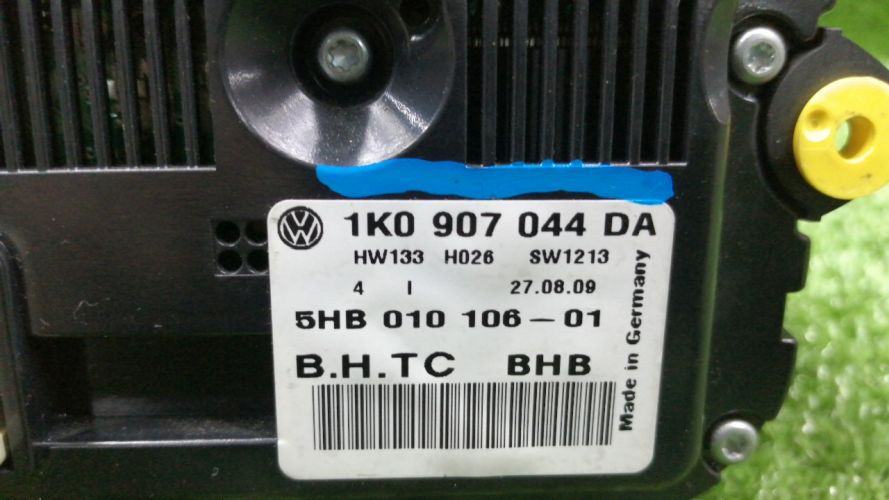 1K0 907 044 DA
HW133 H026 SW1213
4 I 27.08.09
5HB 010 106-01
B.H.TC BHB
Made in Germany